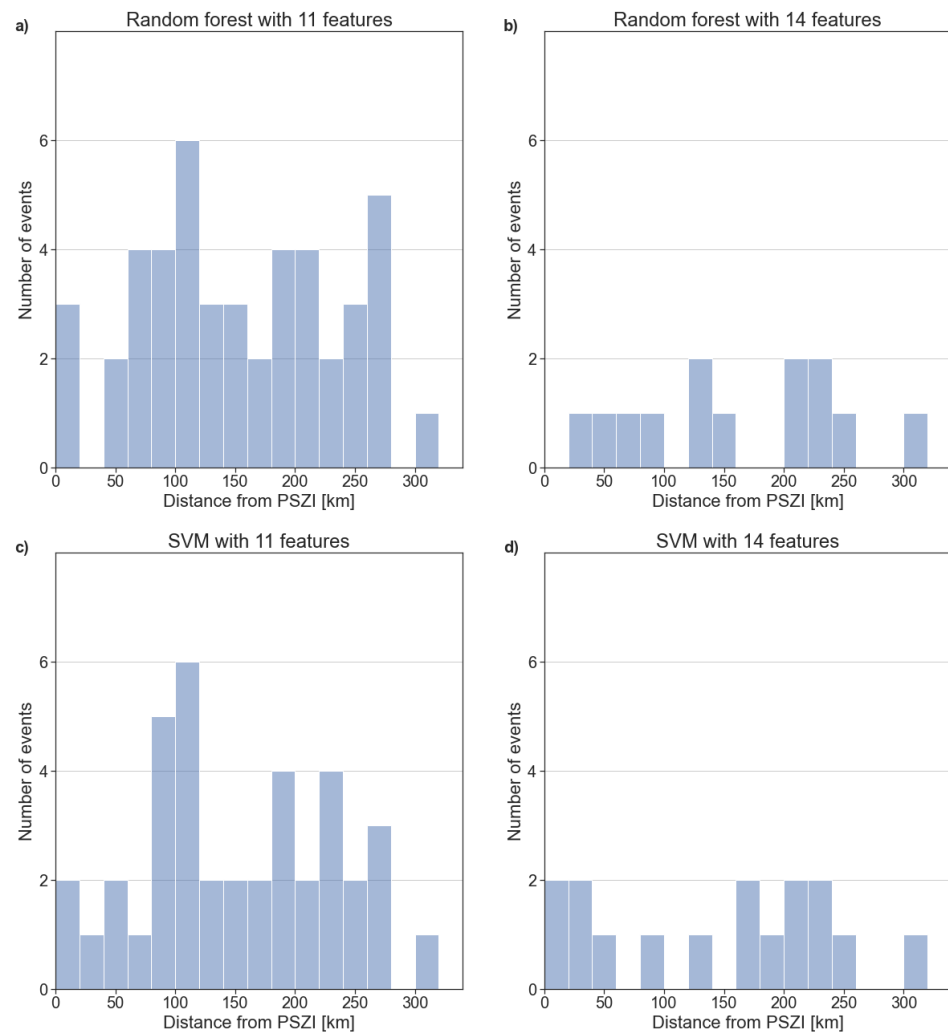 a)
Random forest with 11 features
6
4
2
0
Number of events
0 50 100 150 200 250 300
Distance from PSZI [km]
b)
Random forest with 14 features
6
4
2
0
Number of events
0 50 100 150 200 250 300
Distance from PSZI [km]
c)
SVM with 11 features
6
4
2
0
Number of events
0 50 100 150 200 250 300
Distance from PSZI [km]
d)
SVM with 14 features
6
4
2
0
Number of events
0 50 100 150 200 250 300
Distance from PSZI [km]